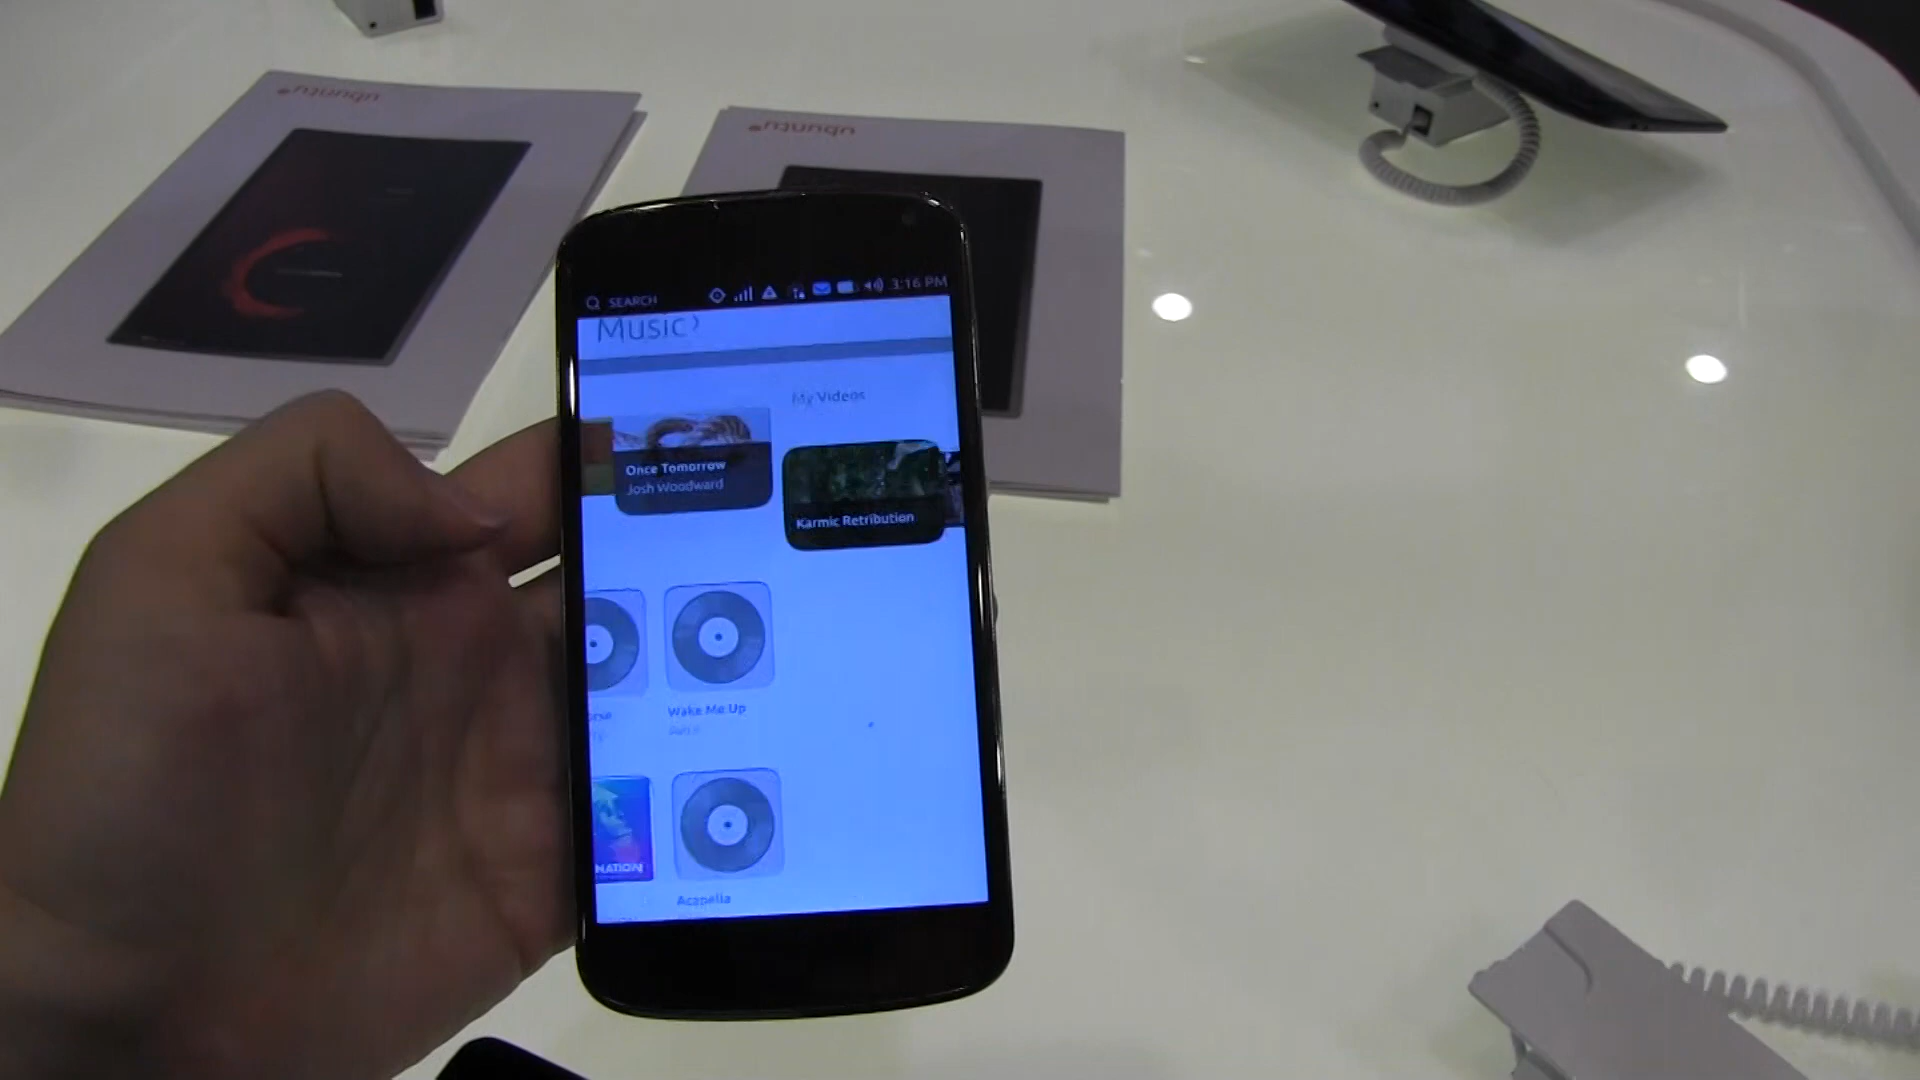 ubuntu
ubuntu
SEARCH
3:16 PM
Music
My Videos
Once Tomorrow
Josh Woodward
Karmic Retribution
Wake Me Up
NATION
Acapella